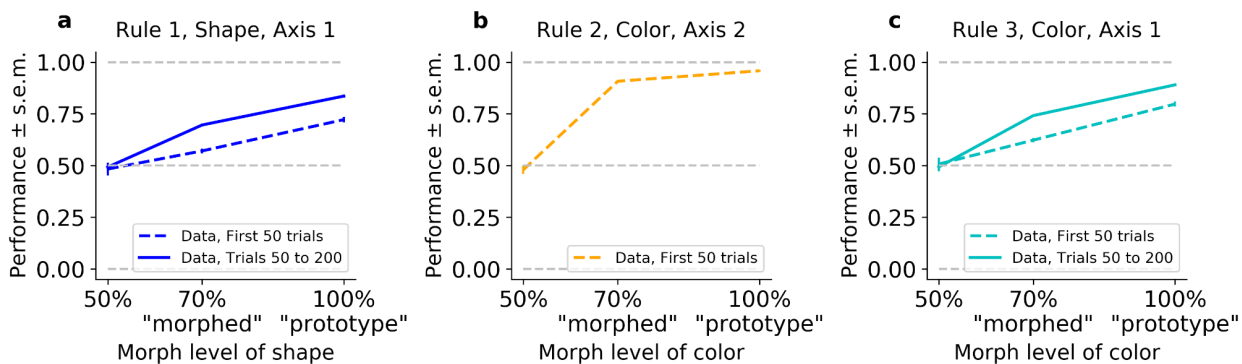 a
Rule 1, Shape, Axis 1
Performance ± s.e.m.
1.00
0.75
0.50
0.25
0.00
Data, First 50 trials
Data, Trials 50 to 200
50% 70% 100%
"morphed" "prototype"
Morph level of shape
b
Rule 2, Color, Axis 2
Performance ± s.e.m.
1.00
0.75
0.50
0.25
0.00
Data, First 50 trials
50% 70% 100%
"morphed" "prototype"
Morph level of color
c
Rule 3, Color, Axis 1
Performance ± s.e.m.
1.00
0.75
0.50
0.25
0.00
Data, First 50 trials
Data, Trials 50 to 200
50% 70% 100%
"morphed" "prototype"
Morph level of color